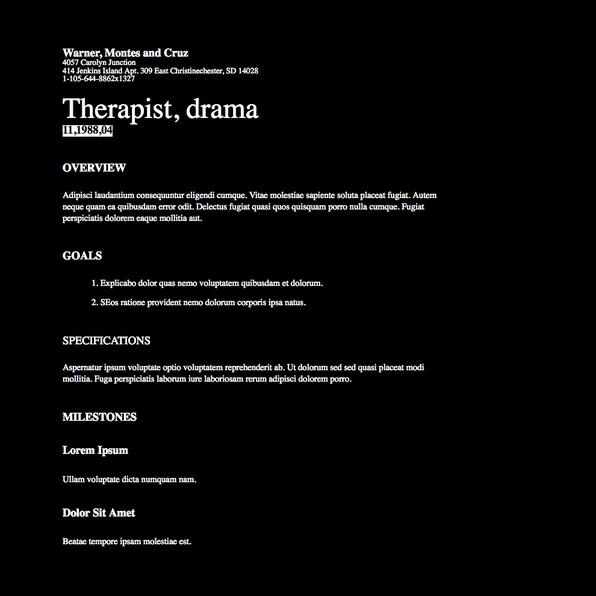 Warner, Montes and Cruz
4057 Carolyn Junction
414 Jenkins Island Apt. 309 East Christinechester, SD 14028
1-105-644-8862x1327
Therapist, drama
11,1988,04
OVERVIEW
Adipisci laudantium consequuntur eligendi cumque. Vitae molestiae sapiente soluta placeat fugiat. Autem
neque quam ea quibusdam error odit. Delectus fugiat quasi quos quisquam porro nulla cumque. Fugiat
perspiciatis dolorem eaque mollitia aut.
GOALS
1. Explicabo dolor quas nemo voluptatem quibusdam et dolorum.
2. SEos ratione provident nemo dolorum corporis ipsa natus.
SPECIFICATIONS
Aspernatur ipsum voluptate optio voluptatem reprehenderit ab. Ut dolorum sed sed quasi placeat modi
mollitia. Fuga perspiciatis laborum iure laboriosam rerum adipisci dolorem porro.
MILESTONES
Lorem Ipsum
Ullam voluptate dicta numquam nam.
Dolor Sit Amet
Beatae tempore ipsam molestiae est.